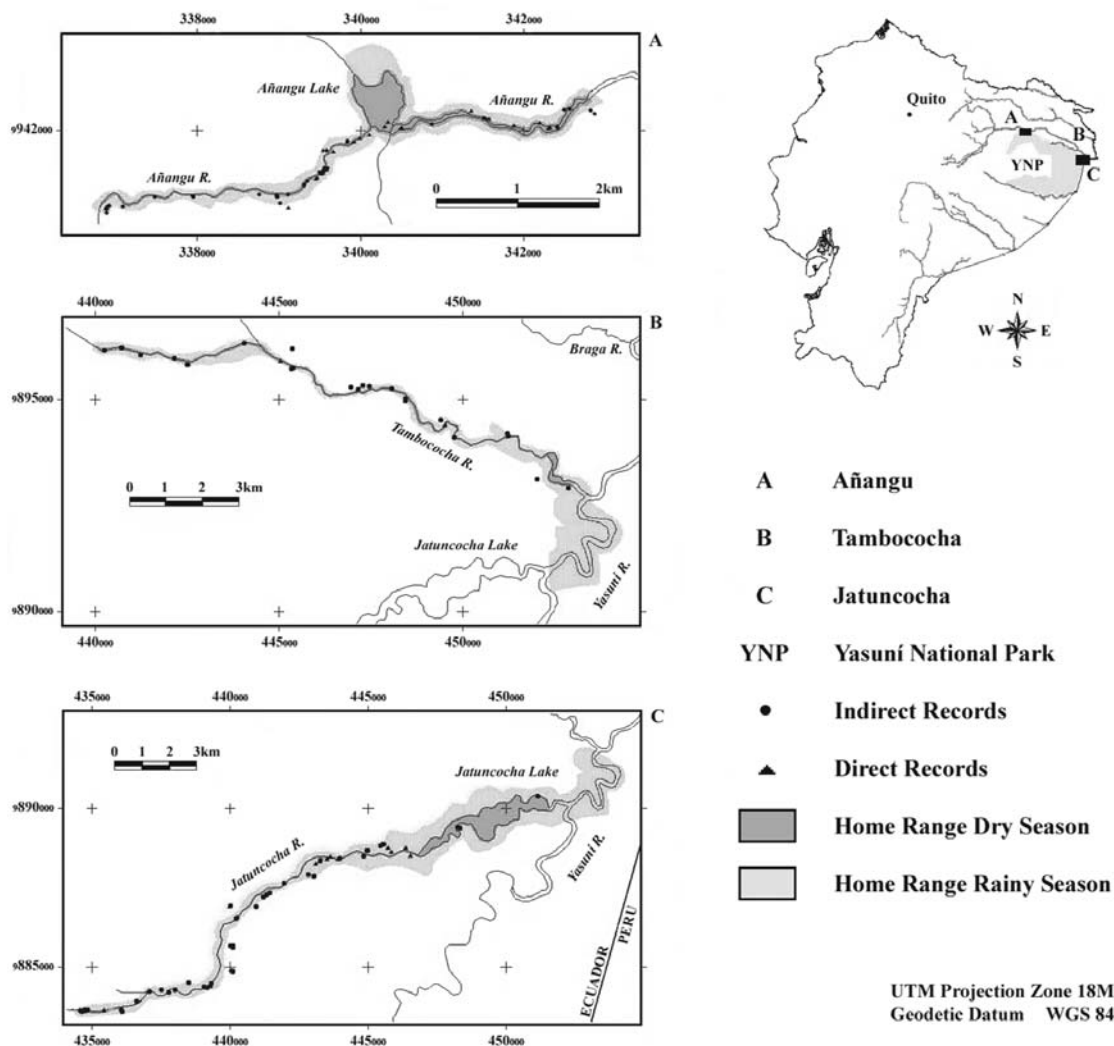 338000
340000
342000
A
Añangu Lake
Añangu R.
9942000
Añangu R.
0
1
2km
338000
340000
342000
440000
445000
450000
B
Braga R.
9895000
Tambococha R.
0
1
2
3km
Jatuncocha Lake
Yasuní R.
9890000
440000
445000
450000
435000
440000
445000
450000
C
0
1
2
3km
Jatuncocha Lake
9890000
Jatuncocha R.
Yasuní R.
ECUADOR
PERU
9885000
435000
440000
445000
450000
Quito
A
B
YNP
C
N
W
E
S
A Añangu
B Tambococha
C Jatuncocha
YNP Yasuní National Park
Indirect Records
Direct Records
Home Range Dry Season
Home Range Rainy Season
UTM Projection Zone 18M
Geodetic Datum WGS 84